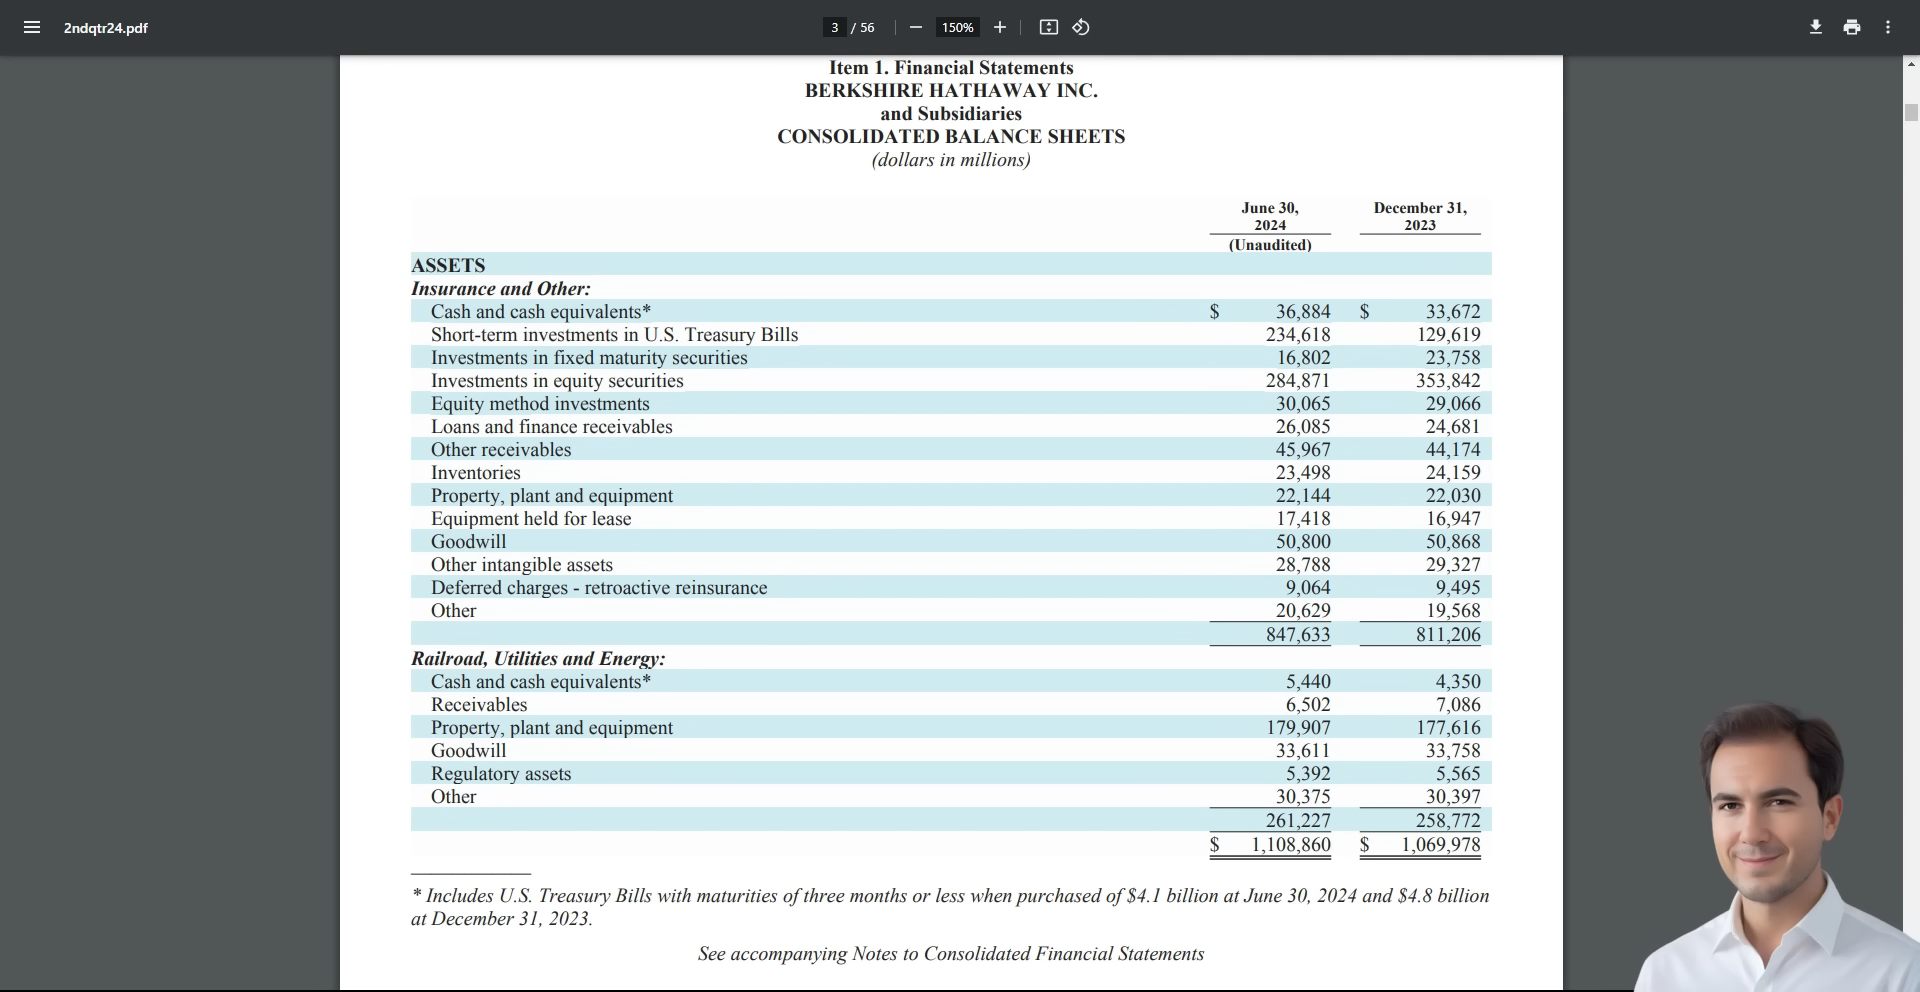 2ndqtr24.pdf
3 / 56
150%
Item 1. Financial Statements
BERKSHIRE HATHAWAY INC.
and Subsidiaries
CONSOLIDATED BALANCE SHEETS
(dollars in millions)
June 30, 2024 December 31, 2023
(Unaudited)
ASSETS
Insurance and Other:
Cash and cash equivalents* $ 36,884 $ 33,672
Short-term investments in U.S. Treasury Bills 234,618 129,619
Investments in fixed maturity securities 16,802 23,758
Investments in equity securities 284,871 353,842
Equity method investments 30,065 29,066
Loans and finance receivables 26,085 24,681
Other receivables 45,967 44,174
Inventories 23,498 24,159
Property, plant and equipment 22,144 22,030
Equipment held for lease 17,418 16,947
Goodwill 50,800 50,868
Other intangible assets 28,788 29,327
Deferred charges - retroactive reinsurance 9,064 9,495
Other 20,629 19,568
847,633 811,206
Railroad, Utilities and Energy:
Cash and cash equivalents* 5,440 4,350
Receivables 6,502 7,086
Property, plant and equipment 179,907 177,616
Goodwill 33,611 33,758
Regulatory assets 5,392 5,565
Other 30,375 30,397
261,227 258,772
$ 1,108,860 $ 1,069,978
* Includes U.S. Treasury Bills with maturities of three months or less when purchased of $4.1 billion at June 30, 2024 and $4.8 billion
at December 31, 2023.
See accompanying Notes to Consolidated Financial Statements